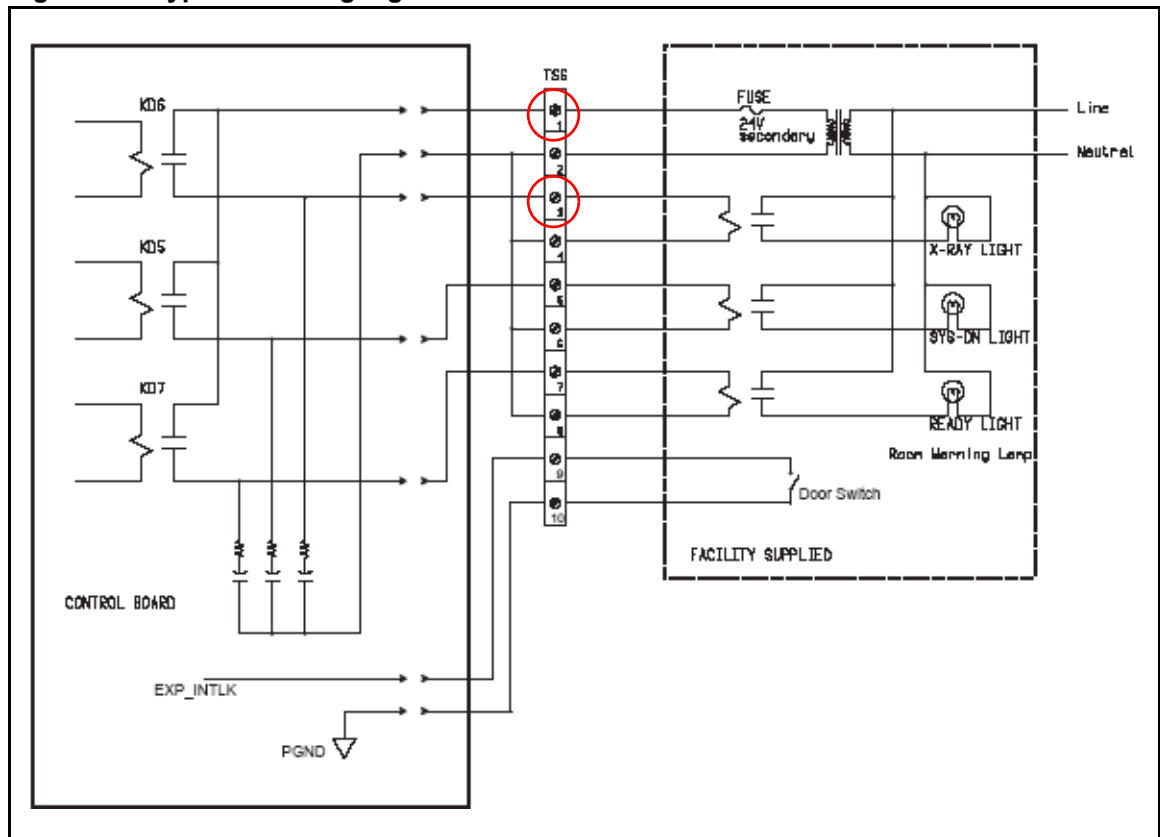 TS6
KD6
FUSE
24V
secondary
Line
Neutral
1
2
3
4
X-RAY LIGHT
KD5
5
6
SYS-ON LIGHT
KD7
7
8
READY LIGHT
Room Warning Lamp
9
Door Switch
10
FACILITY SUPPLIED
CONTROL BOARD
EXP_INTLK
PGND